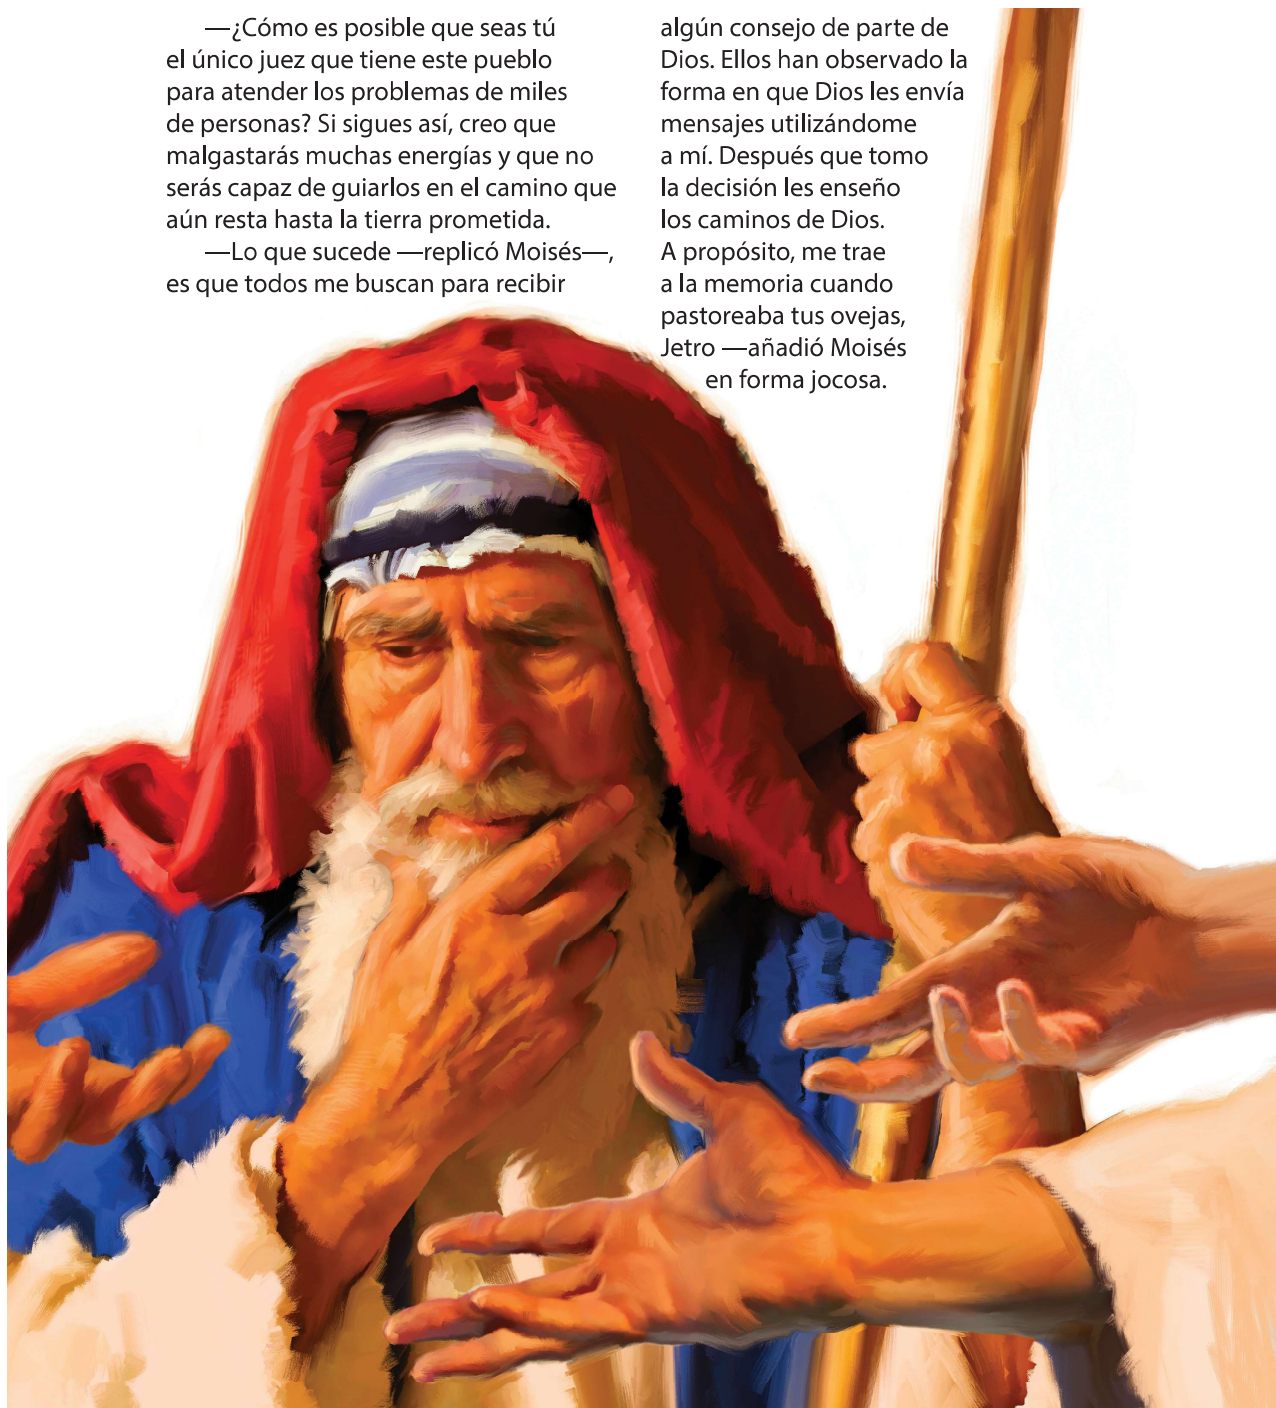 —¿Cómo es posible que seas tú
el único juez que tiene este pueblo
para atender los problemas de miles
de personas? Si sigues así, creo que
malgastarás muchas energías y que no
serás capaz de guiarlos en el camino que
aún resta hasta la tierra prometida.
—Lo que sucede —replicó Moisés—,
es que todos me buscan para recibir
algún consejo de parte de
Dios. Ellos han observado la
forma en que Dios les envía
mensajes utilizándome
a mí. Después que tomo
la decisión les enseño
los caminos de Dios.
A propósito, me trae
a la memoria cuando
pastoreaba tus ovejas,
Jetro —añadió Moisés
en forma jocosa.